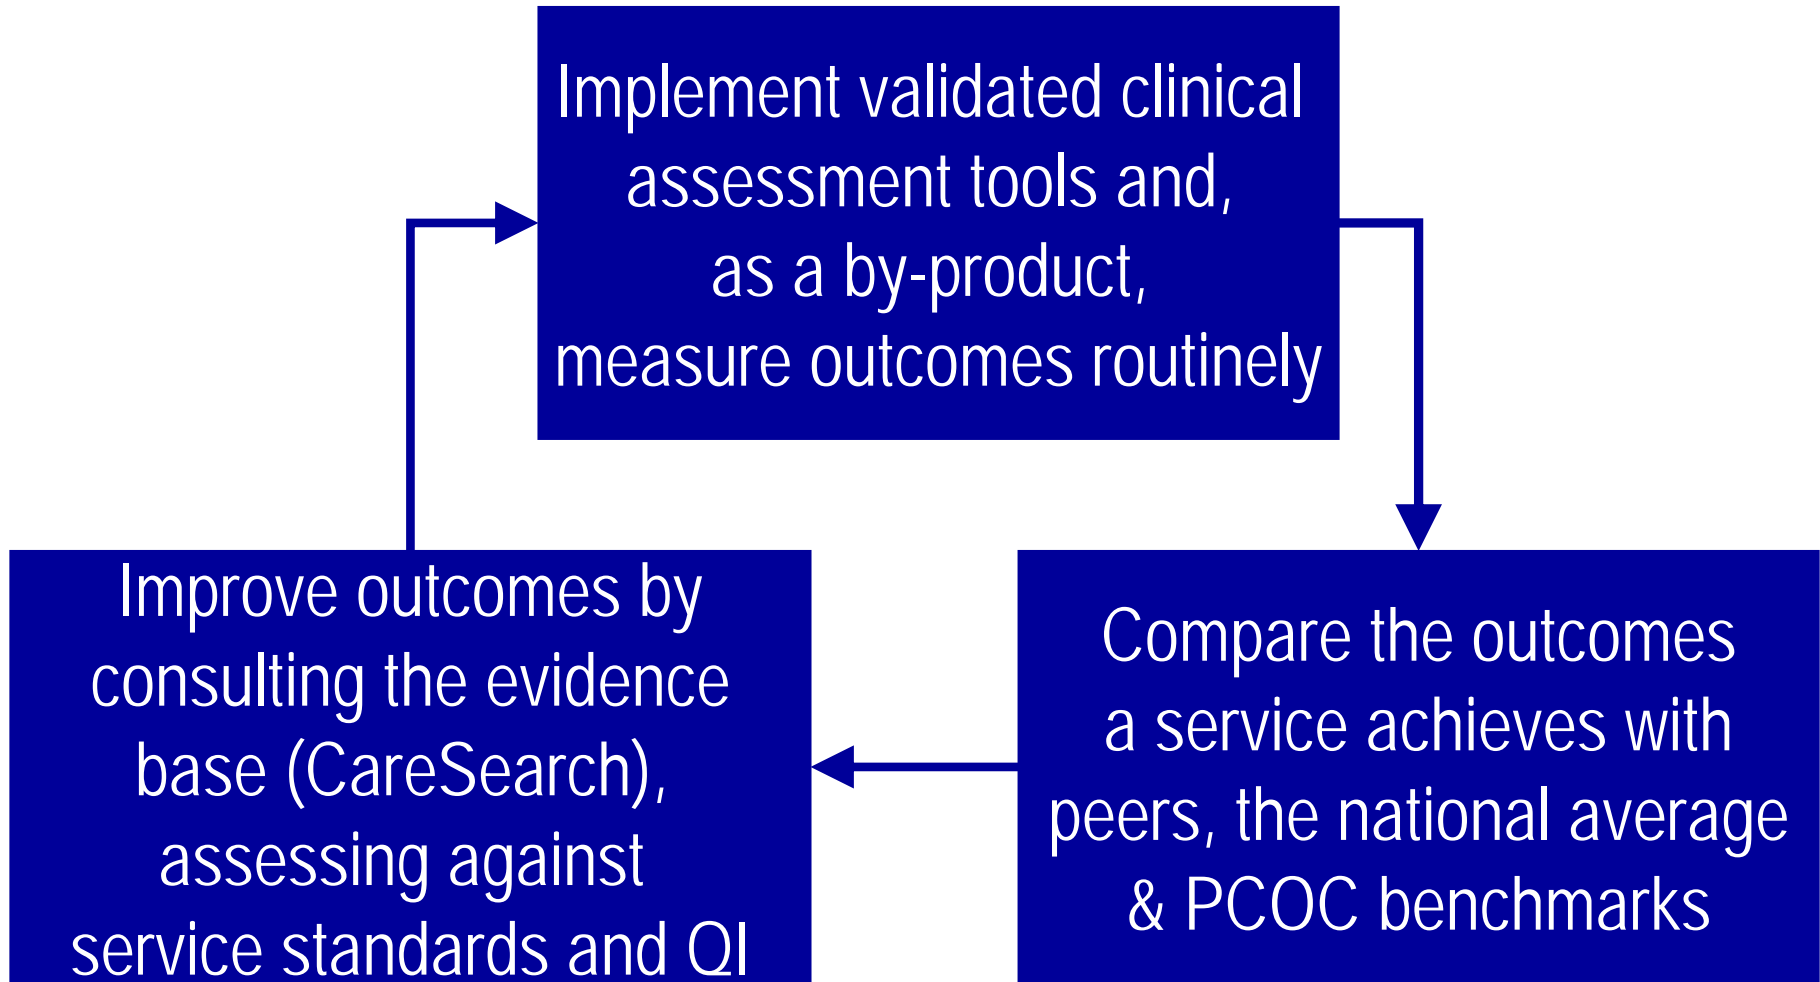 Implement validated clinical
assessment tools and,
as a by-product,
measure outcomes routinely
Improve outcomes by
consulting the evidence
base (CareSearch),
assessing against
service standards and QI
Compare the outcomes
a service achieves with
peers, the national average
& PCOC benchmarks